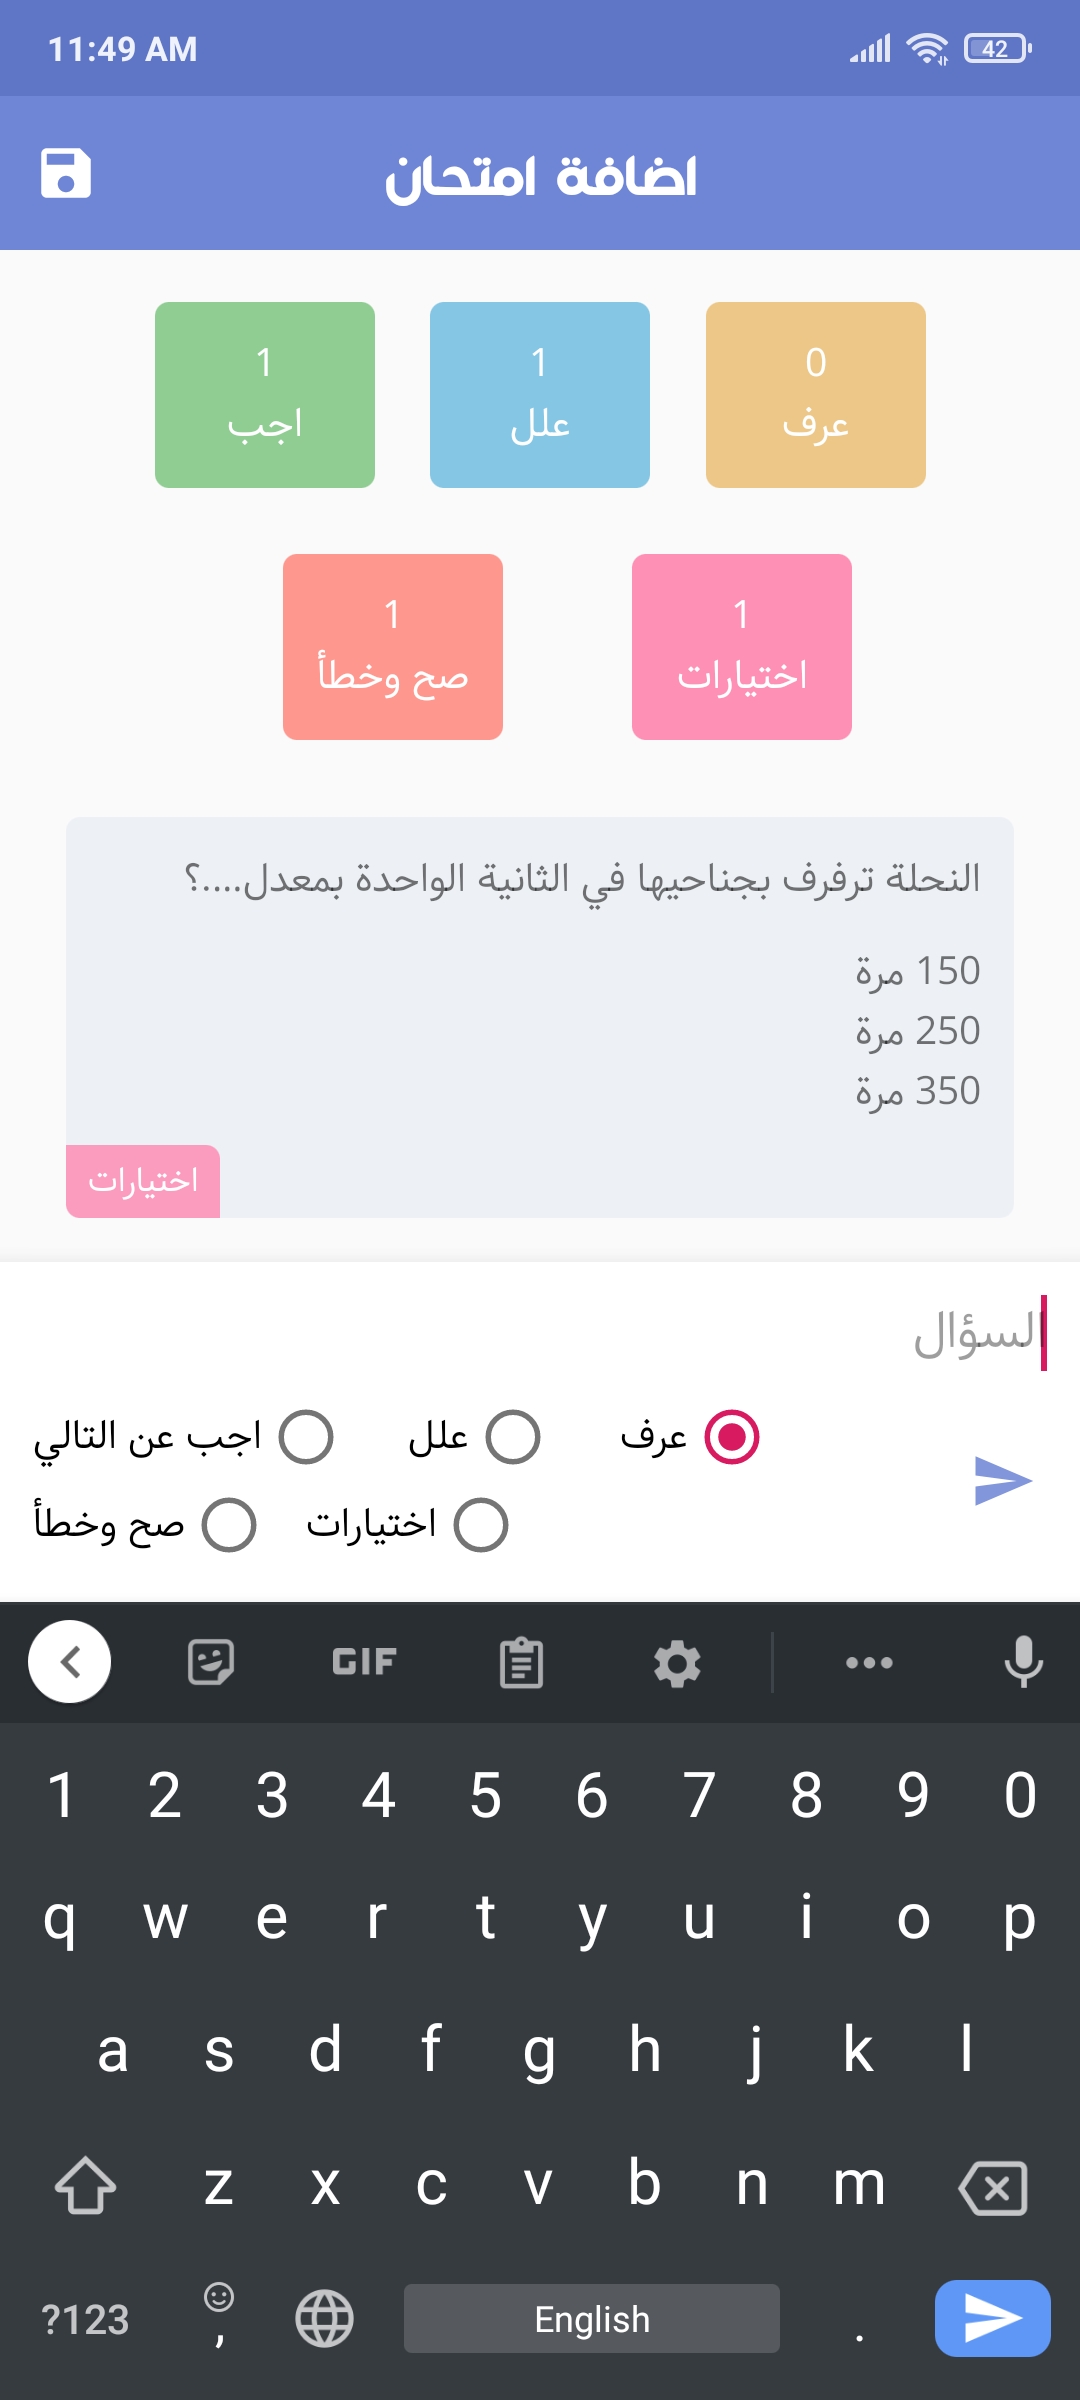 11:49 AM
42
اضافة امتحان
0
عرف
1
علل
1
اجب
1
اختيارات
1
صح وخطأ
النحلة ترفرف بجناحيها في الثانية الواحدة بمعدل....؟
150 مرة
250 مرة
350 مرة
اختيارات
السؤال
عرف علل اجب عن التالي
اختيارات صح وخطأ
GIF
1 2 3 4 5 6 7 8 9 0
q w e r t y u i o p
a s d f g h j k l
z x c v b n m
?123 , English .